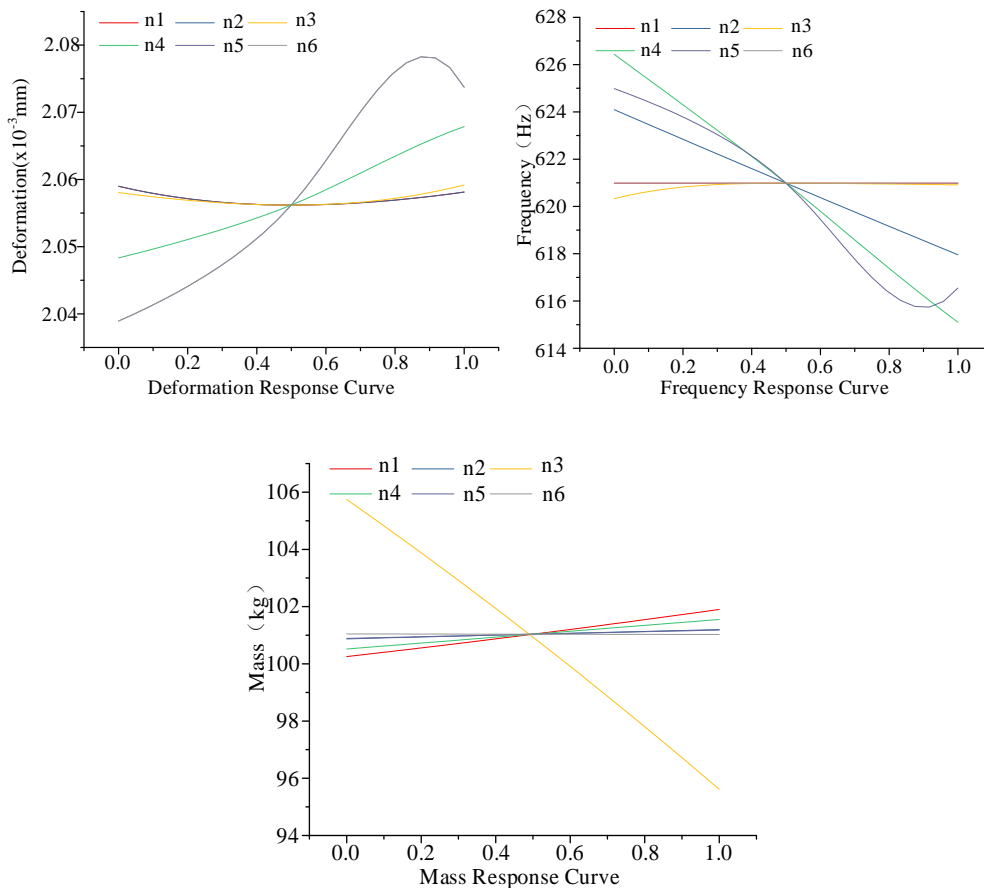 n1 n2 n3
n4 n5 n6
2.08
2.07
2.06
2.05
2.04
Deformation(x10-3mm)
0.0 0.2 0.4 0.6 0.8 1.0
Deformation Response Curve
n1 n2 n3
n4 n5 n6
628
626
624
622
620
618
616
614
Frequency（Hz）
0.0 0.2 0.4 0.6 0.8 1.0
Frequency Response Curve
n1 n2 n3
n4 n5 n6
106
104
102
100
98
96
94
Mass（kg）
0.0 0.2 0.4 0.6 0.8 1.0
Mass Response Curve